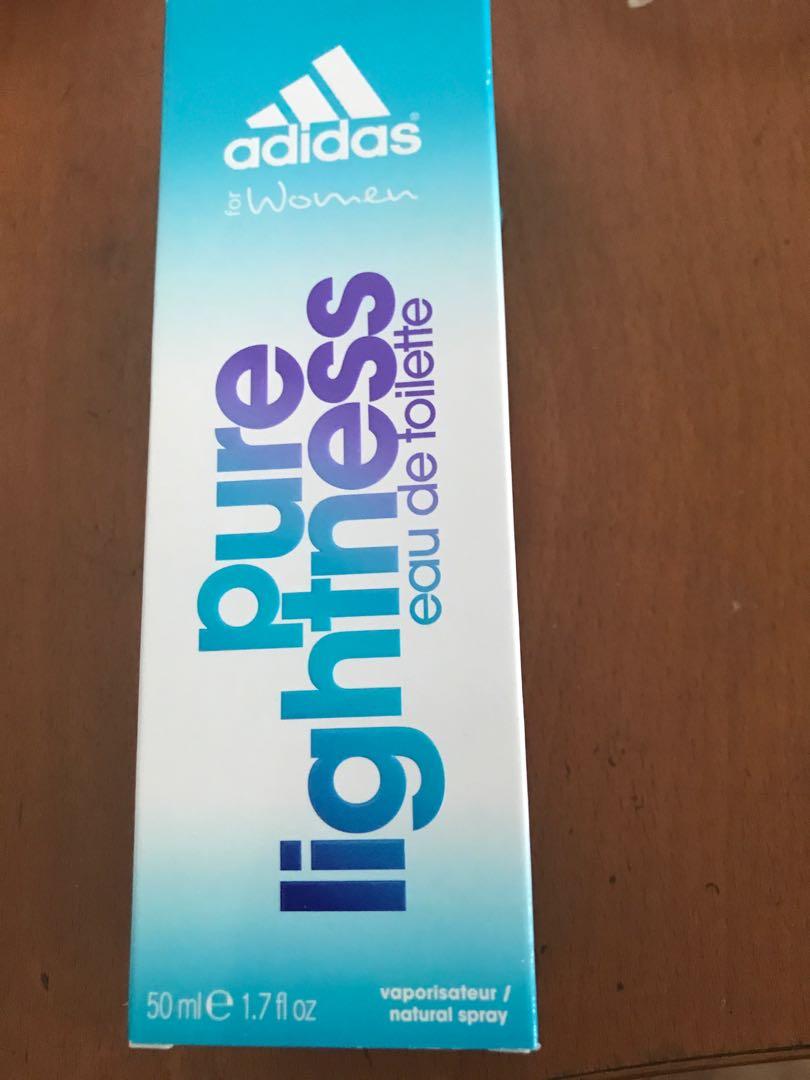 adidas®
for Women
pure
lightness
eau de toilette
50 ml ℮ 1.7 fl oz
vaporisateur /
natural spray